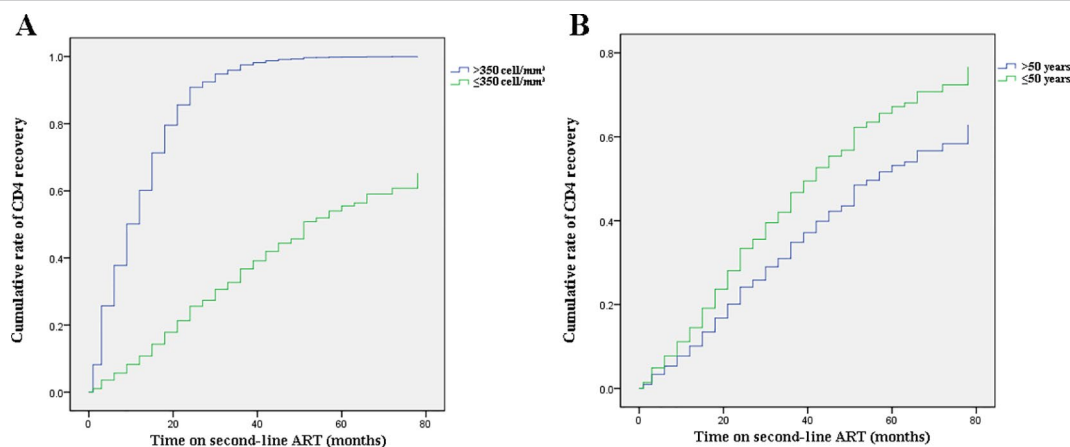 A
Cumulative rate of CD4 recovery
1.0
0.8
0.6
0.4
0.2
0.0
0 20 40 60 80
Time on second-line ART (months)
>350 cell/mm³
≤350 cell/mm³
B
Cumulative rate of CD4 recovery
0.8
0.6
0.4
0.2
0.0
0 20 40 60 80
Time on second-line ART (months)
>50 years
≤50 years